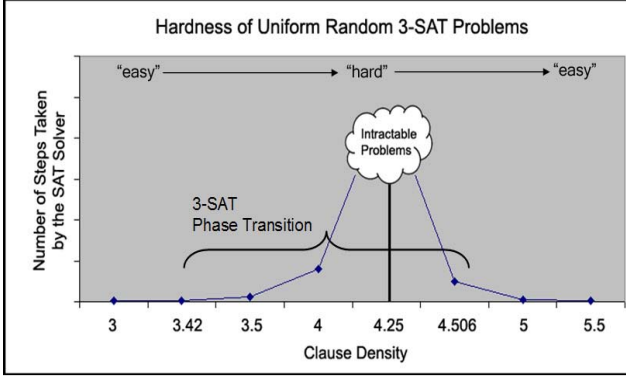 Hardness of Uniform Random 3-SAT Problems
“easy” “hard” “easy”
Intractable
Problems
3-SAT
Phase Transition
Number of Steps Taken
by the SAT Solver
3 3.42 3.5 4 4.25 4.506 5 5.5
Clause Density